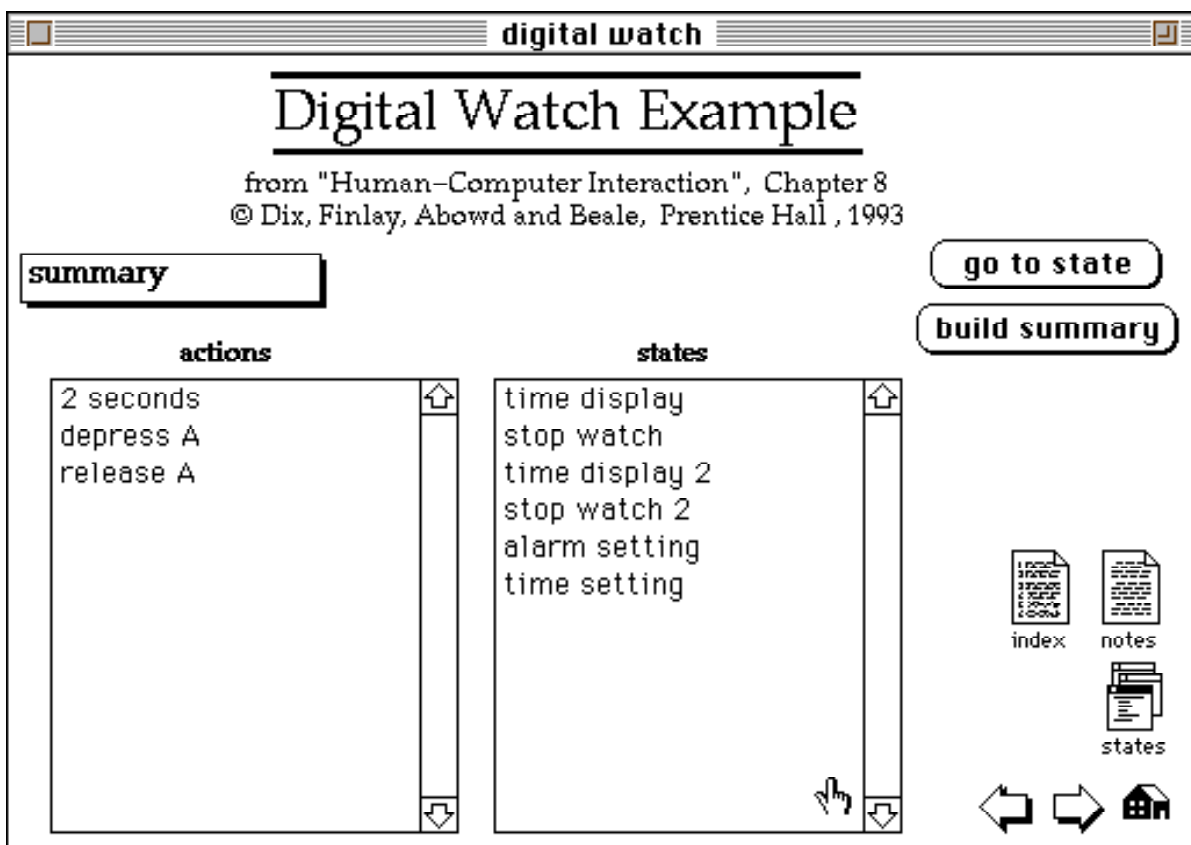 digital watch
Digital Watch Example
from "Human–Computer Interaction", Chapter 8
© Dix, Finlay, Abowd and Beale, Prentice Hall , 1993
summary
go to state
build summary
actions
2 seconds
depress A
release A
states
time display
stop watch
time display 2
stop watch 2
alarm setting
time setting
index
notes
states